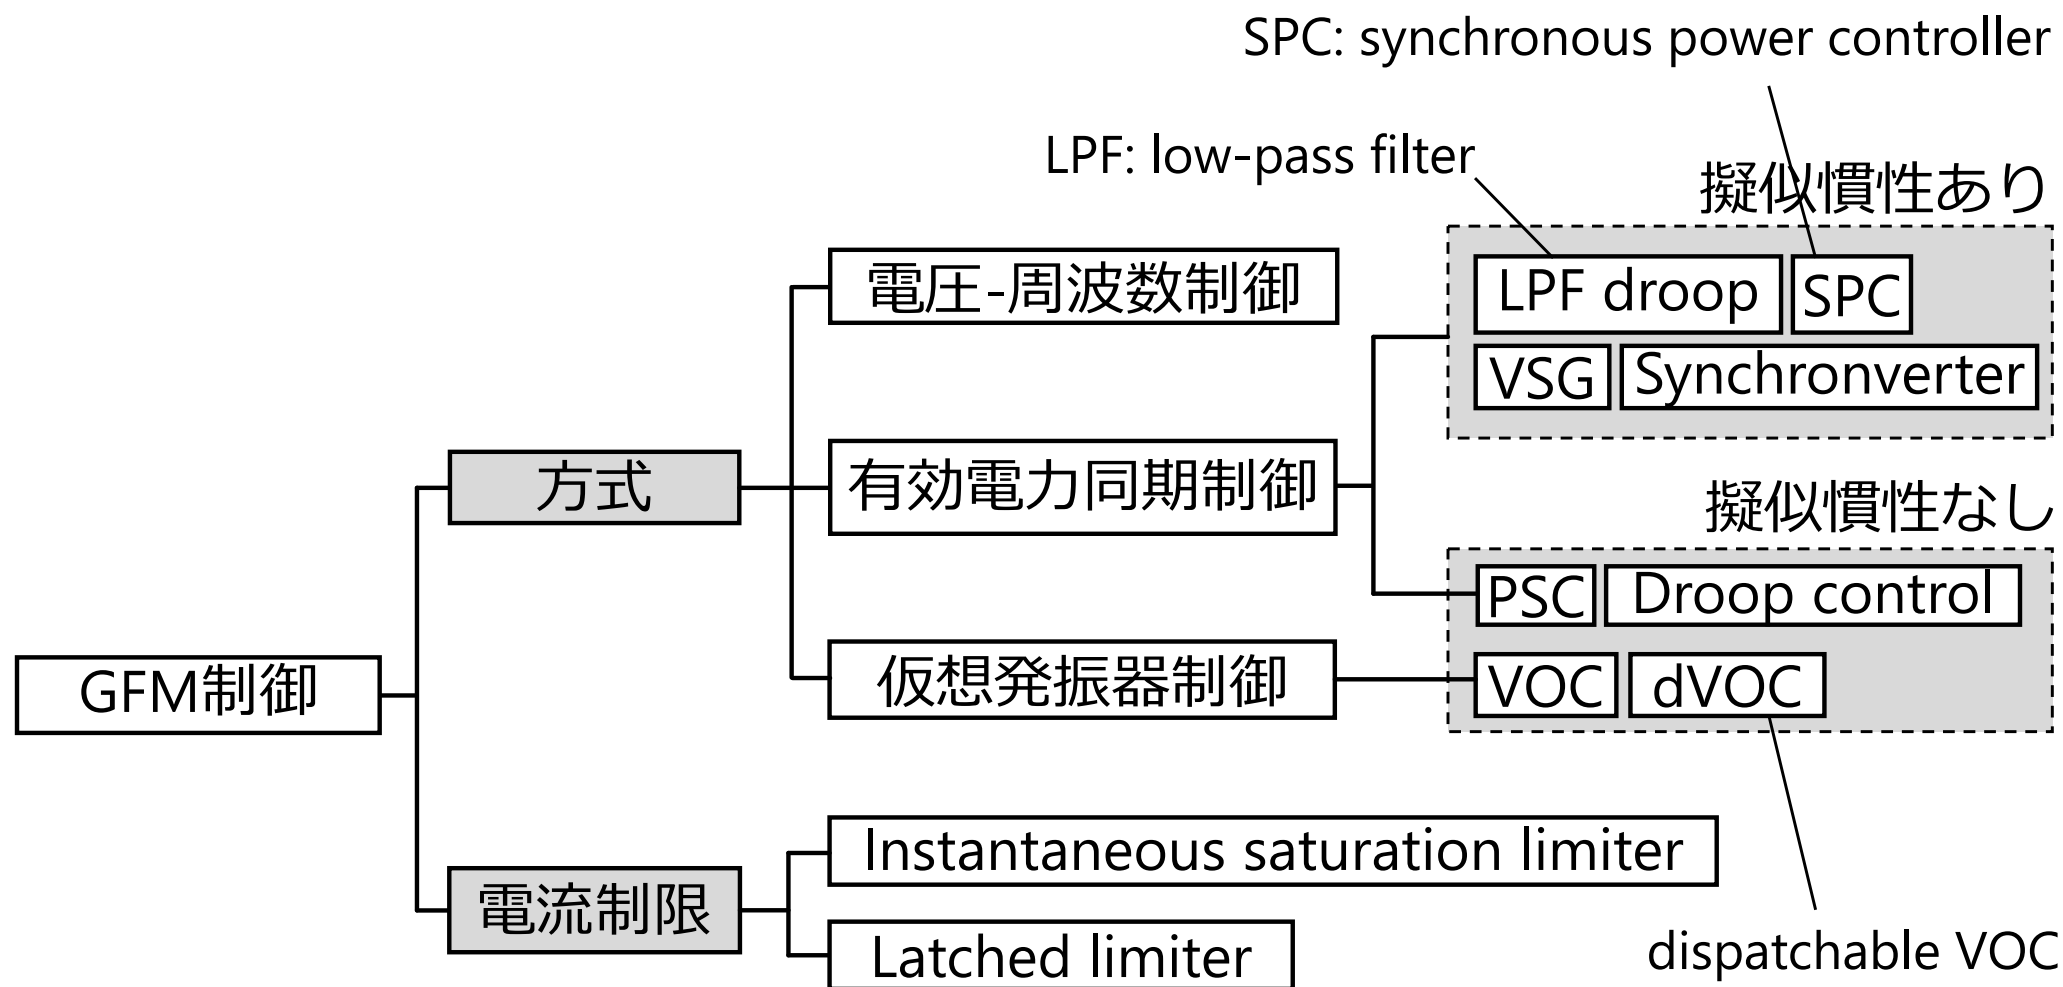 SPC: synchronous power controller
LPF: low-pass filter
擬似慣性あり
LPF droop
SPC
VSG
Synchronverter
電圧-周波数制御
方式
有効電力同期制御
擬似慣性なし
PSC
Droop control
GFM制御
仮想発振器制御
VOC
dVOC
Instantaneous saturation limiter
電流制限
Latched limiter
dispatchable VOC